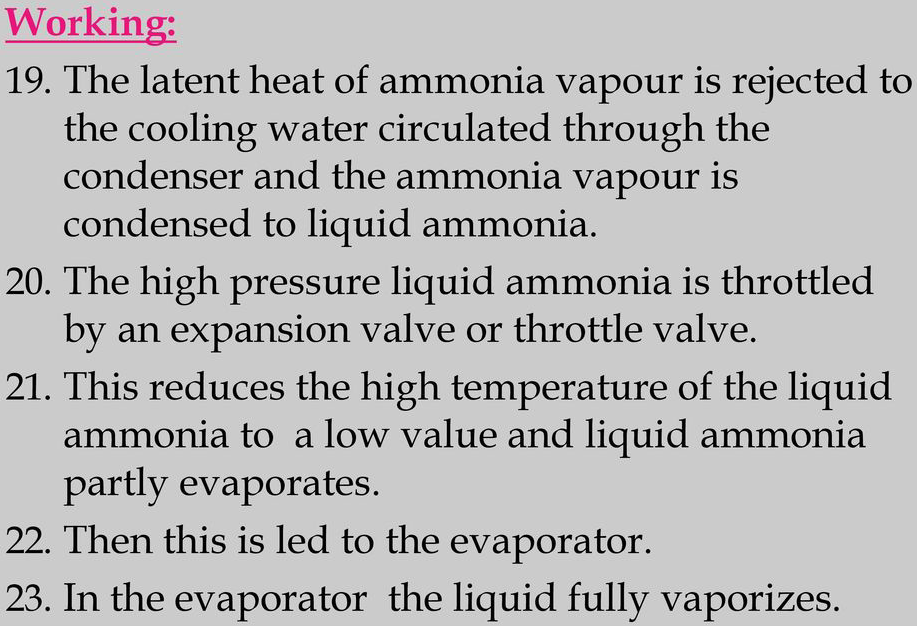 Working:
19. The latent heat of ammonia vapour is rejected to
the cooling water circulated through the
condenser and the ammonia vapour is
condensed to liquid ammonia.
20. The high pressure liquid ammonia is throttled
by an expansion valve or throttle valve.
21. This reduces the high temperature of the liquid
ammonia to  a low value and liquid ammonia
partly evaporates.
22. Then this is led to the evaporator.
23. In the evaporator  the liquid fully vaporizes.